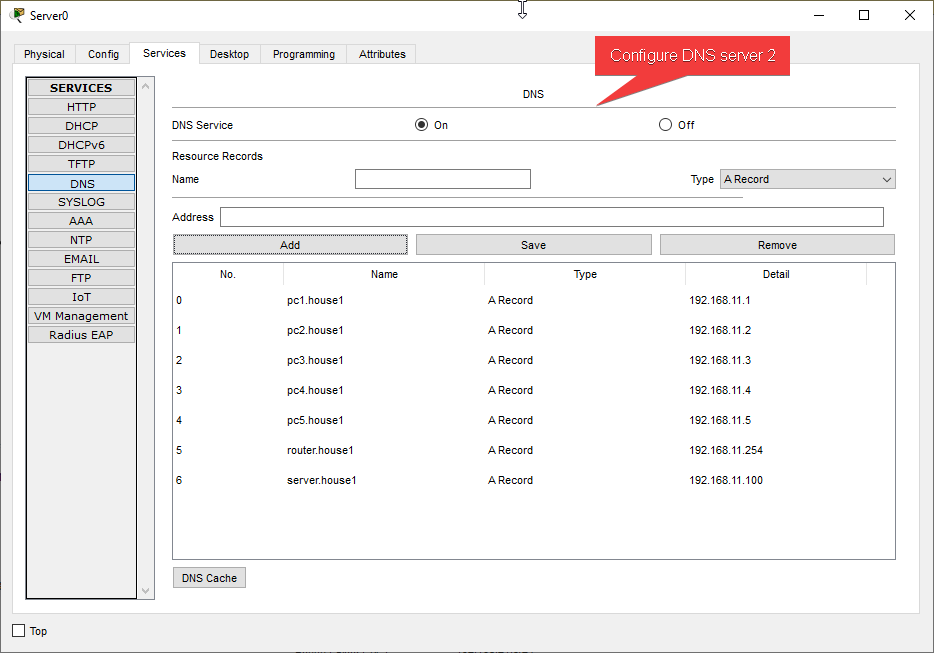 Server0
Physical Config Services Desktop Programming Attributes
Configure DNS server 2
SERVICES
HTTP
DHCP
DHCPv6
TFTP
DNS
SYSLOG
AAA
NTP
EMAIL
FTP
IoT
VM Management
Radius EAP
DNS
DNS Service On Off
Resource Records
Name Type A Record
Address
Add Save Remove
No. Name Type Detail
0 pc1.house1 A Record 192.168.11.1
1 pc2.house1 A Record 192.168.11.2
2 pc3.house1 A Record 192.168.11.3
3 pc4.house1 A Record 192.168.11.4
4 pc5.house1 A Record 192.168.11.5
5 router.house1 A Record 192.168.11.254
6 server.house1 A Record 192.168.11.100
DNS Cache
Top